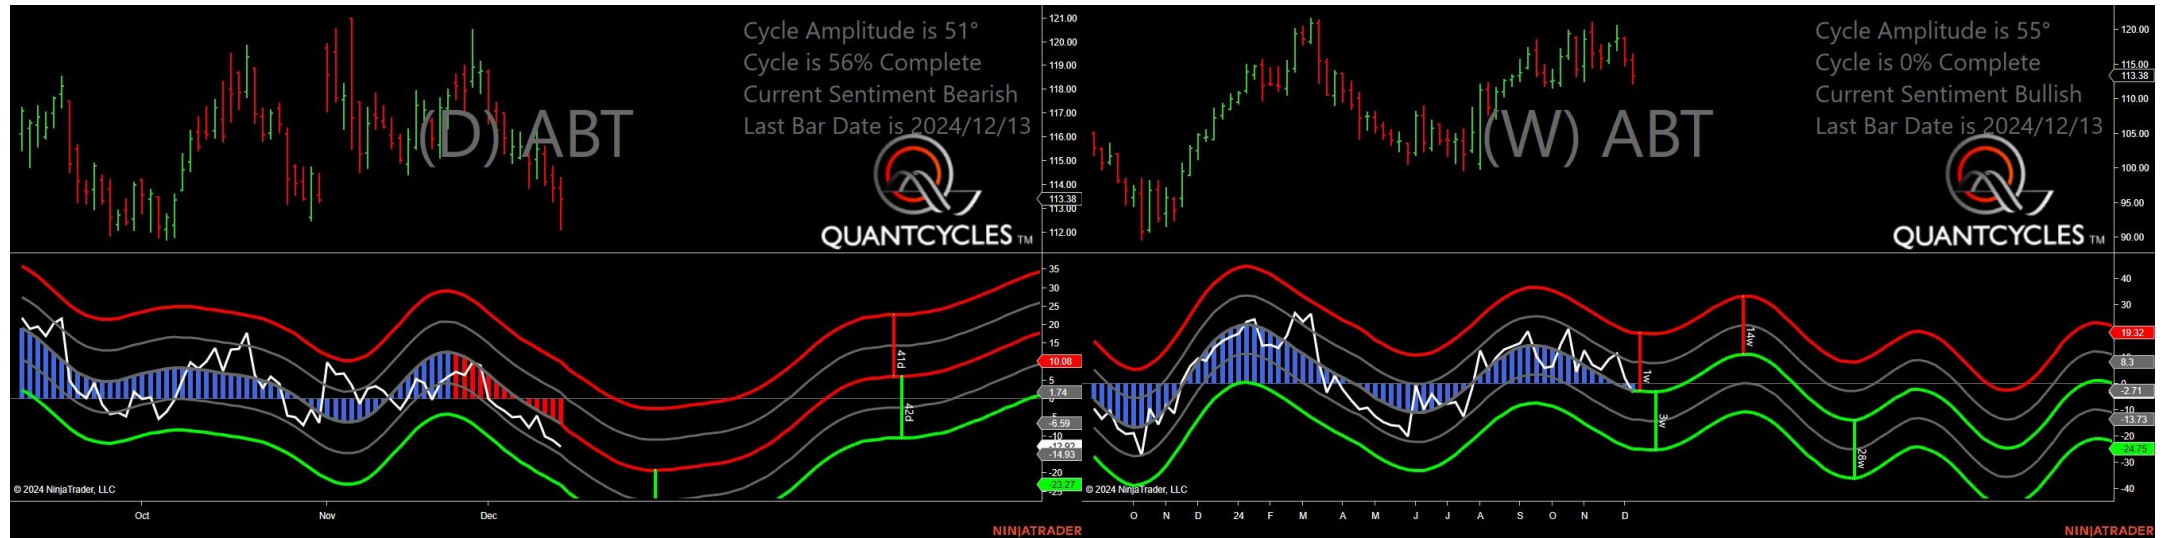 Cycle Amplitude is 51°
Cycle is 56% Complete
Current Sentiment Bearish
Last Bar Date is 2024/12/13
(D) ABT
QUANTCYCLES TM
121.00
120.00
119.00
118.00
117.00
116.00
115.00
114.00
113.38
113.00
112.00
35
30
25
20
15
10.08
5
1.74
0
-5
-6.59
-10
-12.92
-14.93
-20
-23.27
-25
41d
42d
© 2024 NinjaTrader, LLC
Oct
Nov
Dec
NINJATRADER
Cycle Amplitude is 55°
Cycle is 0% Complete
Current Sentiment Bullish
Last Bar Date is 2024/12/13
(W) ABT
QUANTCYCLES TM
120.00
115.00
113.38
110.00
105.00
100.00
95.00
90.00
40
30
19.32
8.3
-2.71
-10
-13.73
-20
-24.75
-30
-40
1w
14w
28w
© 2024 NinjaTrader, LLC
O N D 24 F M A M J J A S O N D
NINJATRADER